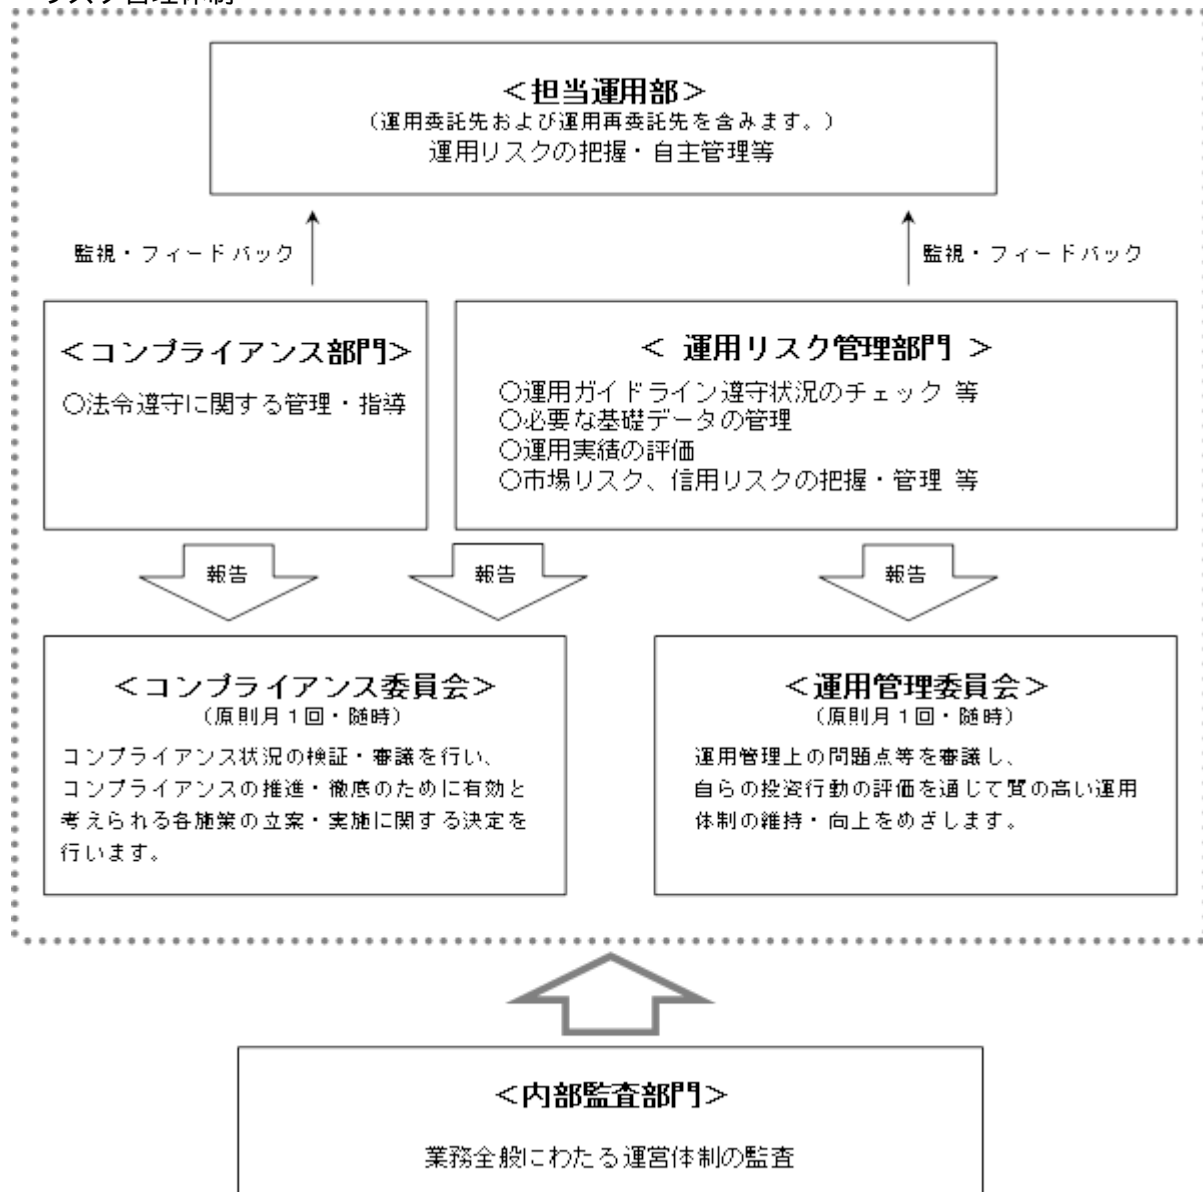 リスク管理体制
＜担当運用部＞
（運用委託先および運用再委託先を含みます。）
運用リスクの把握・自主管理等
監視・フィードバック
監視・フィードバック
＜コンプライアンス部門＞
〇法令遵守に関する管理・指導
＜ 運用リスク管理部門 ＞
〇運用ガイドライン遵守状況のチェック 等
〇必要な基礎データの管理
〇運用実績の評価
〇市場リスク、信用リスクの把握・管理 等
報告
報告
報告
＜コンプライアンス委員会＞
（原則月１回・随時）
コンプライアンス状況の検証・審議を行い、
コンプライアンスの推進・徹底のために有効と
考えられる各施策の立案・実施に関する決定を
行います。
＜運用管理委員会＞
（原則月１回・随時）
運用管理上の問題点等を審議し、
自らの投資行動の評価を通じて質の高い運用
体制の維持・向上をめざします。
＜内部監査部門＞
業務全般にわたる運営体制の監査